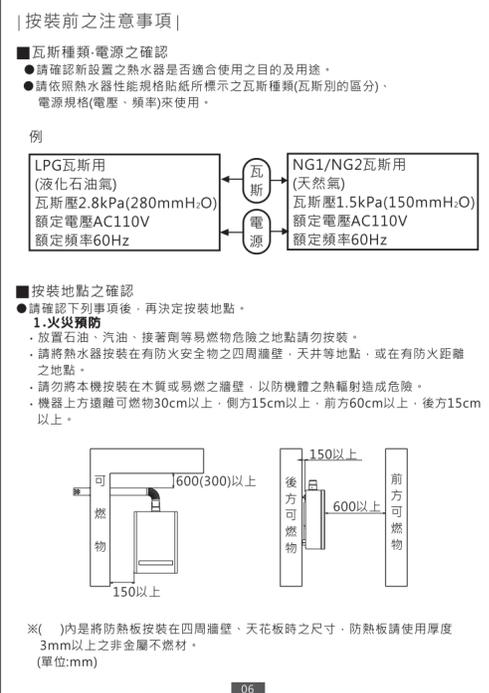 |按裝前之注意事項|
■瓦斯種類‧電源之確認
●請確認新設置之熱水器是否適合使用之目的及用途。
●請依照熱水器性能規格貼紙所標示之瓦斯種類(瓦斯別的區分)、
電源規格(電壓、頻率)來使用。
例
LPG瓦斯用
(液化石油氣)
瓦斯壓2.8kPa(280mmH₂O)
額定電壓AC110V
額定頻率60Hz
瓦斯
電源
NG1/NG2瓦斯用
(天然氣)
瓦斯壓1.5kPa(150mmH₂O)
額定電壓AC110V
額定頻率60Hz
■按裝地點之確認
●請確認下列事項後，再決定按裝地點。
1.火災預防
‧放置石油、汽油、接著劑等易燃物危險之地點請勿按裝。
‧請將熱水器按裝在有防火安全物之四周牆壁，天井等地點，或在有防火距離
之地點。
‧請勿將本機按裝在木質或易燃之牆壁，以防機體之熱輻射造成危險。
‧機器上方遠離可燃物30cm以上，側方15cm以上，前方60cm以上，後方15cm
以上。
可燃物
600(300)以上
150以上
150以上
後方可燃物
600以上
前方可燃物
※(　)內是將防熱板按裝在四周牆壁、天花板時之尺寸，防熱板請使用厚度
3mm以上之非金屬不燃材。
(單位:mm)
06